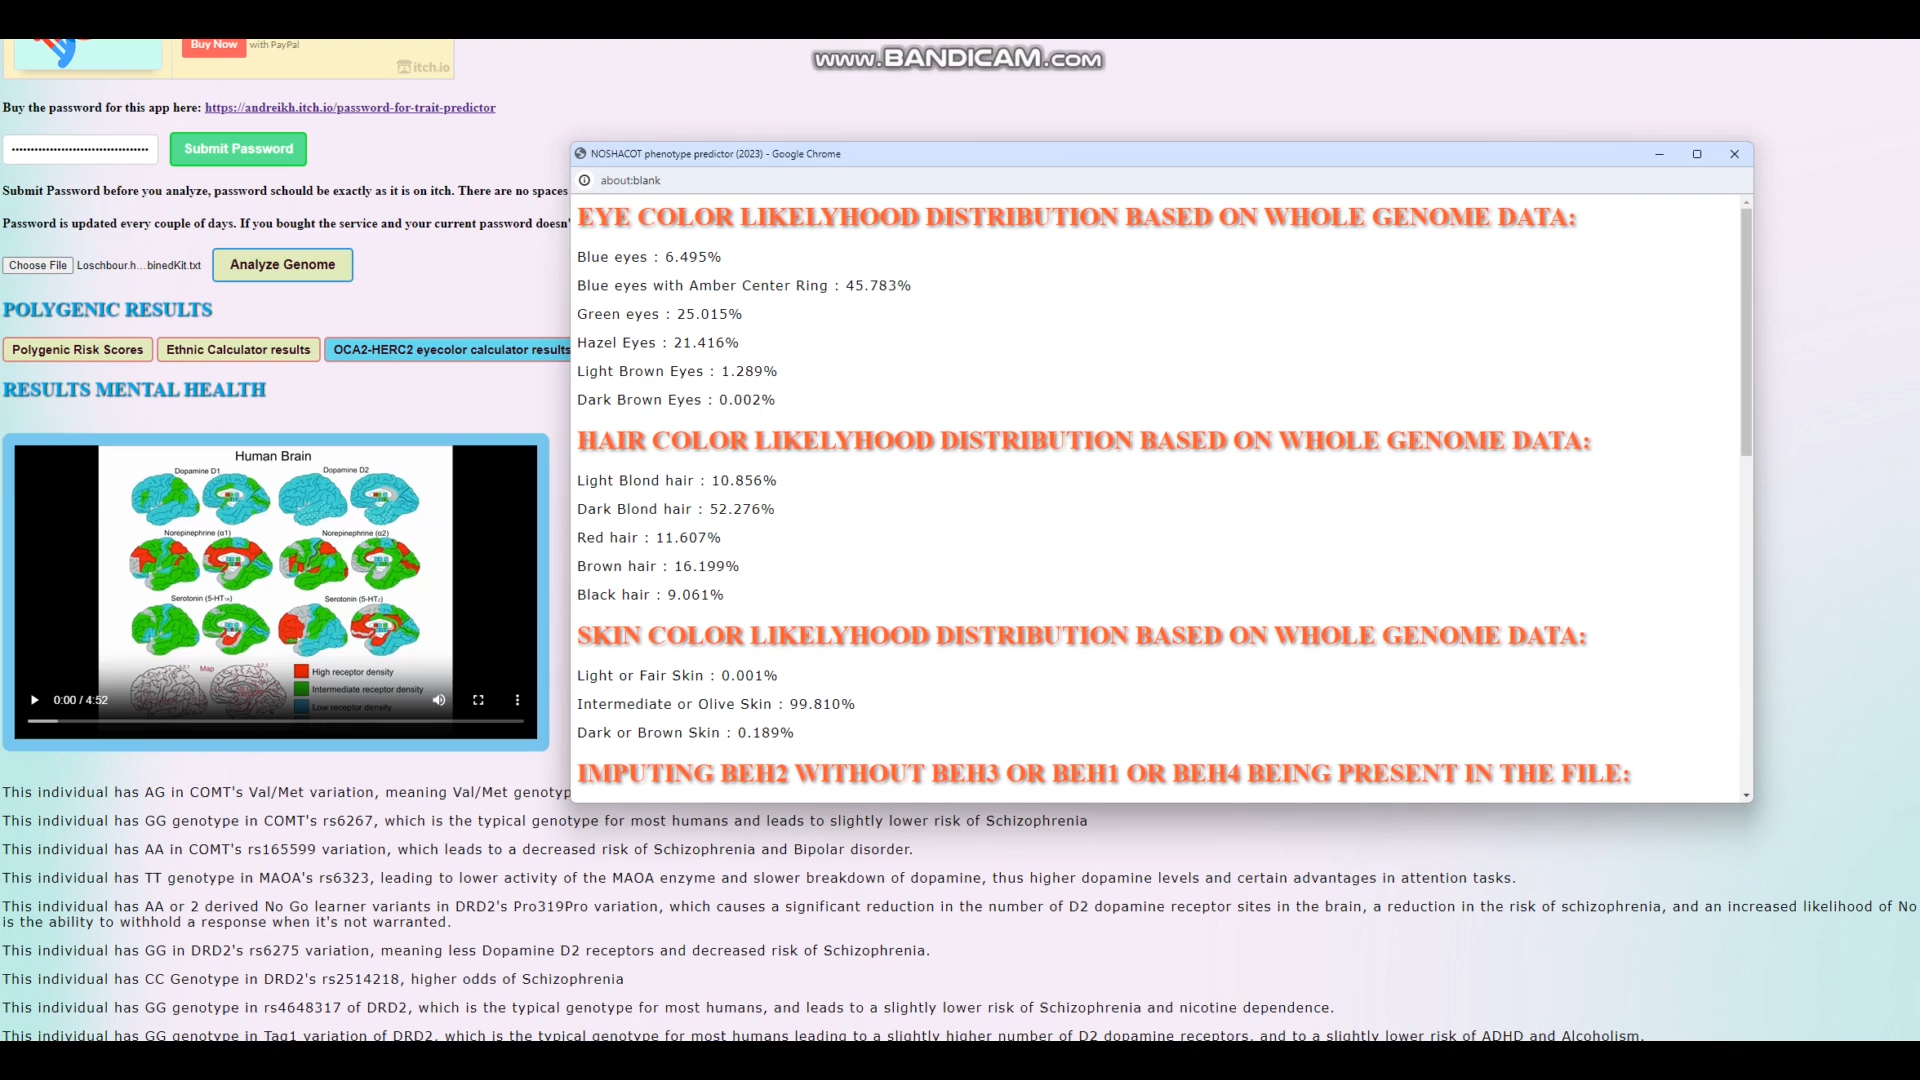 www.BANDICAM.com
Buy Now with PayPal
itch.io
Buy the password for this app here: https://andreikh.itch.io/password-for-trait-predictor
Submit Password
Submit Password before you analyze, password schould be exactly as it is on itch. There are no spaces
Password is updated every couple of days. If you bought the service and your current password doesn'
Choose File Loschbour.h...binedKit.txt Analyze Genome
POLYGENIC RESULTS
Polygenic Risk Scores Ethnic Calculator results OCA2-HERC2 eyecolor calculator results
RESULTS MENTAL HEALTH
Human Brain
Dopamine D1 Dopamine D2
Norepinephrine (α1) Norepinephrine (α2)
Serotonin (5-HT1A) Serotonin (5-HT2)
Map
High receptor density
Intermediate receptor density
Low receptor density
0:00 / 4:52
NOSHACOT phenotype predictor (2023) - Google Chrome
about:blank
EYE COLOR LIKELYHOOD DISTRIBUTION BASED ON WHOLE GENOME DATA:
Blue eyes : 6.495%
Blue eyes with Amber Center Ring : 45.783%
Green eyes : 25.015%
Hazel Eyes : 21.416%
Light Brown Eyes : 1.289%
Dark Brown Eyes : 0.002%
HAIR COLOR LIKELYHOOD DISTRIBUTION BASED ON WHOLE GENOME DATA:
Light Blond hair : 10.856%
Dark Blond hair : 52.276%
Red hair : 11.607%
Brown hair : 16.199%
Black hair : 9.061%
SKIN COLOR LIKELYHOOD DISTRIBUTION BASED ON WHOLE GENOME DATA:
Light or Fair Skin : 0.001%
Intermediate or Olive Skin : 99.810%
Dark or Brown Skin : 0.189%
IMPUTING BEH2 WITHOUT BEH3 OR BEH1 OR BEH4 BEING PRESENT IN THE FILE:
This individual has AG in COMT's Val/Met variation, meaning Val/Met genotyp
This individual has GG genotype in COMT's rs6267, which is the typical genotype for most humans and leads to slightly lower risk of Schizophrenia
This individual has AA in COMT's rs165599 variation, which leads to a decreased risk of Schizophrenia and Bipolar disorder.
This individual has TT genotype in MAOA's rs6323, leading to lower activity of the MAOA enzyme and slower breakdown of dopamine, thus higher dopamine levels and certain advantages in attention tasks.
This individual has AA or 2 derived No Go learner variants in DRD2's Pro319Pro variation, which causes a significant reduction in the number of D2 dopamine receptor sites in the brain, a reduction in the risk of schizophrenia, and an increased likelihood of No
is the ability to withhold a response when it's not warranted.
This individual has GG in DRD2's rs6275 variation, meaning less Dopamine D2 receptors and decreased risk of Schizophrenia.
This individual has CC Genotype in DRD2's rs2514218, higher odds of Schizophrenia
This individual has GG genotype in rs4648317 of DRD2, which is the typical genotype for most humans, and leads to a slightly lower risk of Schizophrenia and nicotine dependence.
This individual has GG genotype in Taq1 variation of DRD2, which is the typical genotype for most humans leading to a slightly higher number of D2 dopamine receptors, and to a slightly lower risk of ADHD and Alcoholism.